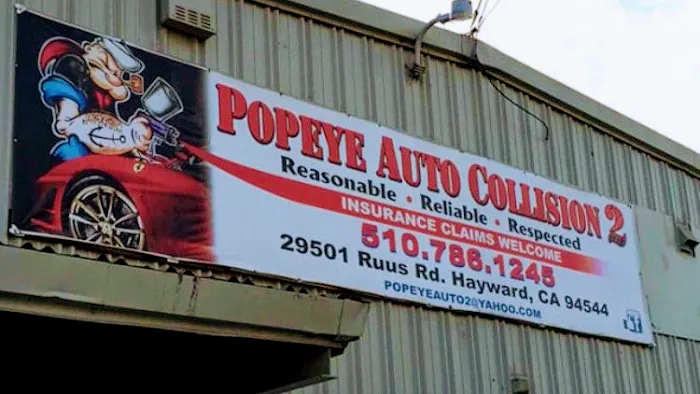 POPEYE AUTO COLLISION 2
Reasonable • Reliable • Respected
INSURANCE CLAIMS WELCOME
510.786.1245
29501 Ruus Rd. Hayward, CA 94544
POPEYEAUTO2@YAHOO.COM